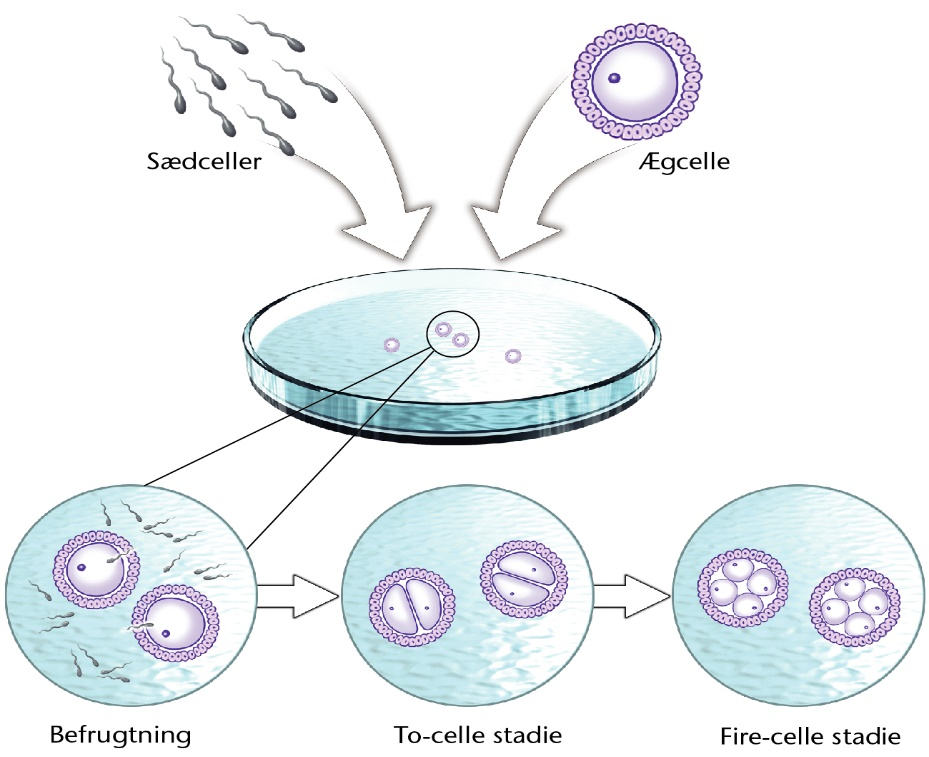 Sædceller
Ægcelle
Befrugtning
To-celle stadie
Fire-celle stadie